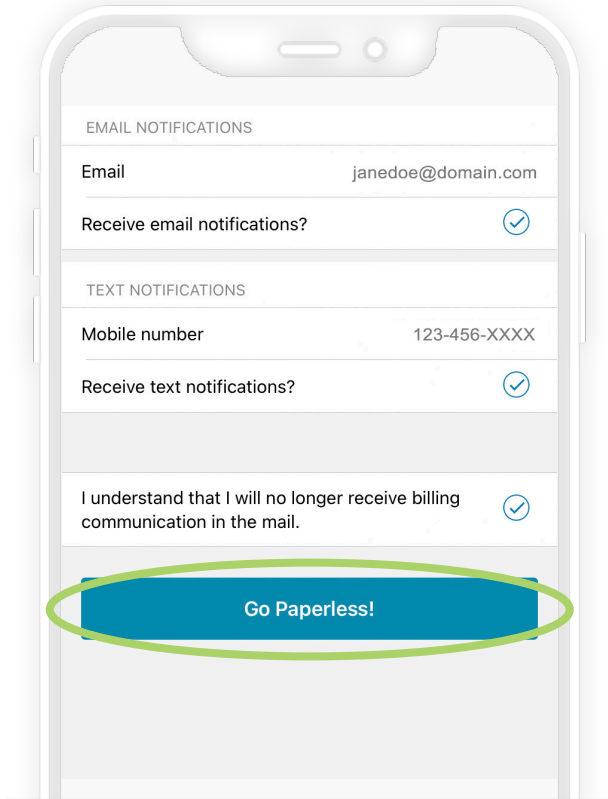 EMAIL NOTIFICATIONS
Email janedoe@domain.com
Receive email notifications?
TEXT NOTIFICATIONS
Mobile number 123-456-XXXX
Receive text notifications?
I understand that I will no longer receive billing
communication in the mail.
Go Paperless!